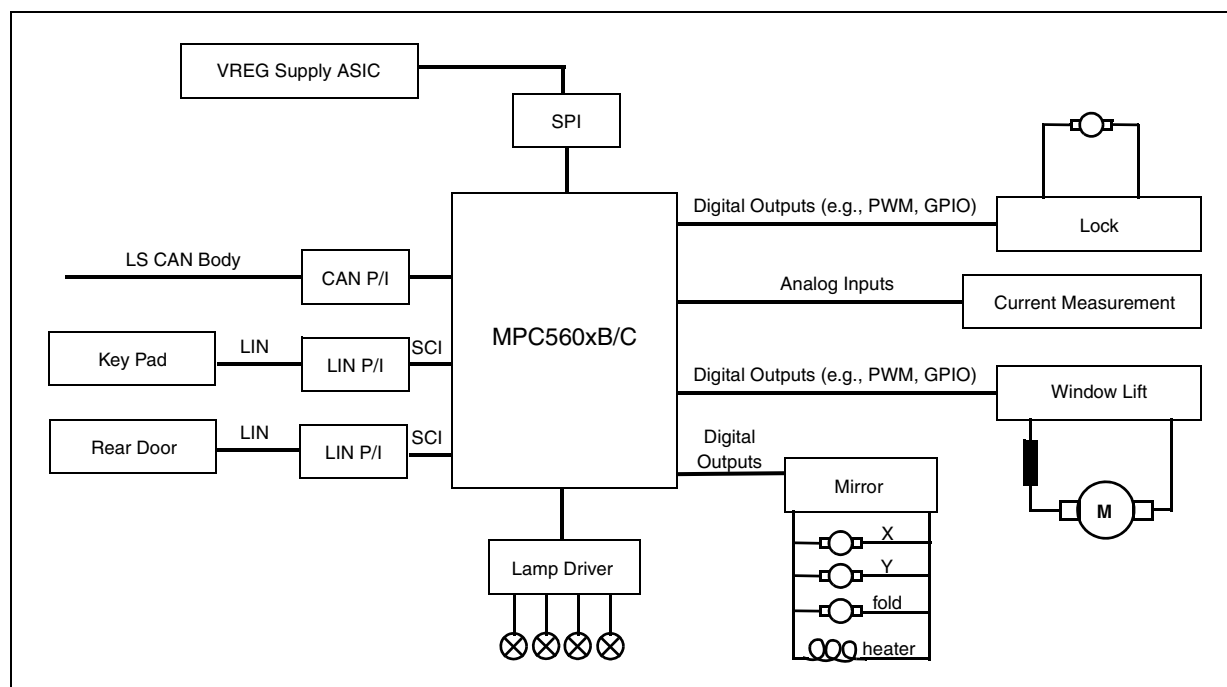 VREG Supply ASIC
SPI
Digital Outputs (e.g., PWM, GPIO)
Lock
LS CAN Body
CAN P/I
Analog Inputs
Current Measurement
MPC560xB/C
Key Pad
LIN
LIN P/I
SCI
Digital Outputs (e.g., PWM, GPIO)
Window Lift
Rear Door
LIN
LIN P/I
SCI
Digital
Outputs
Mirror
M
X
Y
fold
heater
Lamp Driver